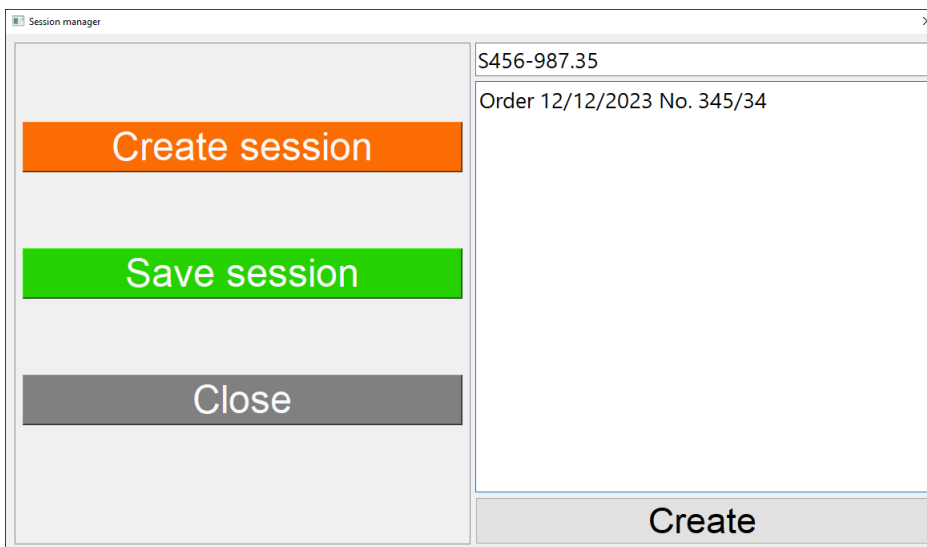 Session manager
Create session
Save session
Close
S456-987.35
Order 12/12/2023 No. 345/34
Create